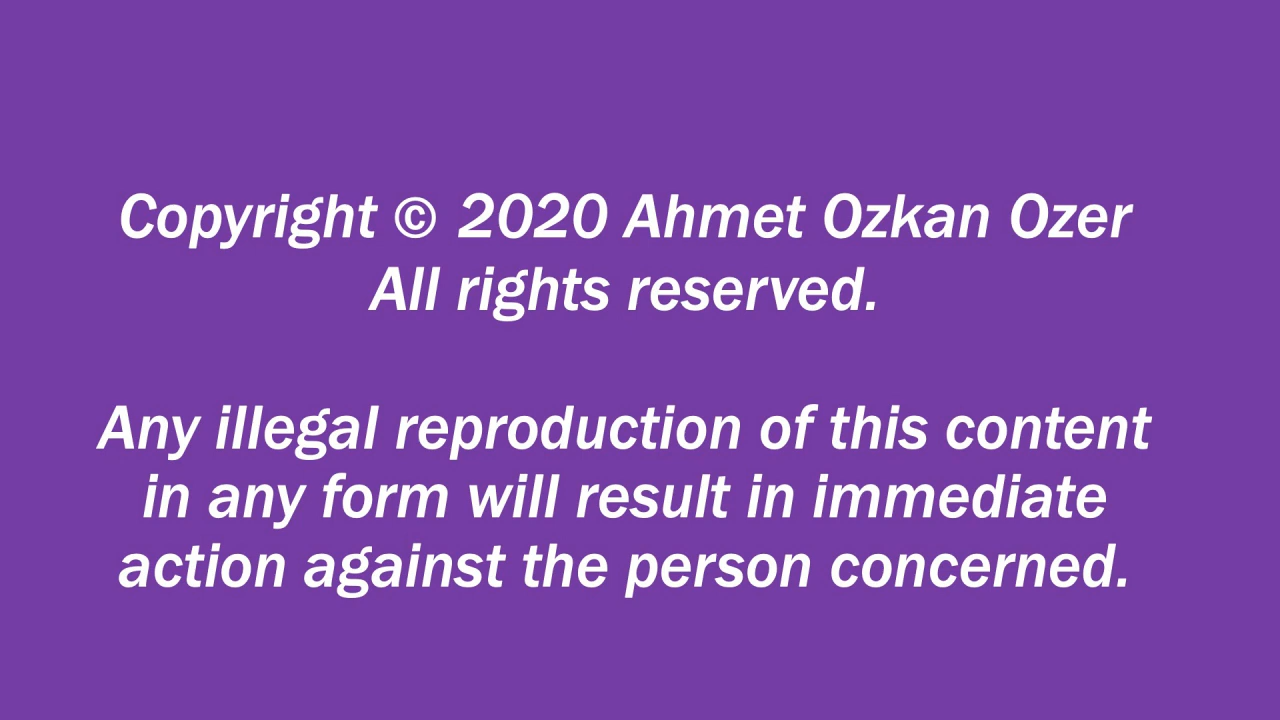 Copyright © 2020 Ahmet Ozkan Ozer
All rights reserved.
Any illegal reproduction of this content
in any form will result in immediate
action against the person concerned.